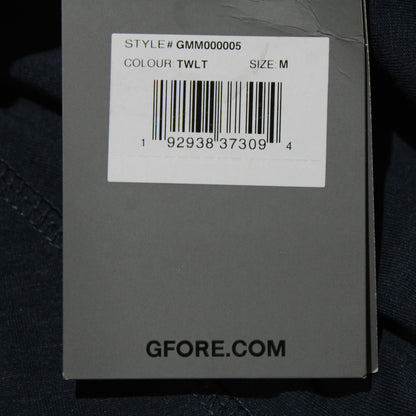 STYLE# GMM000005
COLOUR: TWLT SIZE: M
1 92938 37309 4
GFORE.COM